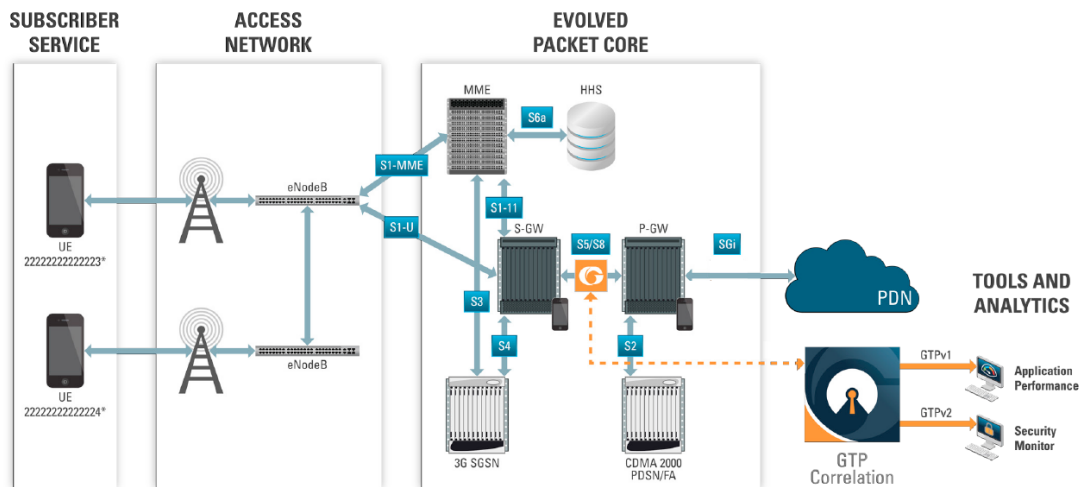 SUBSCRIBER
SERVICE
ACCESS
NETWORK
EVOLVED
PACKET CORE
MME
HHS
S6a
S1-MME
eNodeB
S1-11
S1-U
S-GW
P-GW
UE
22222222222223*
S5/S8
SGi
G
PDN
TOOLS AND
ANALYTICS
S3
S4
S2
eNodeB
GTPv1
Application
Performance
UE
22222222222224*
GTPv2
Security
Monitor
3G SGSN
CDMA 2000
PDSN/FA
GTP
Correlation